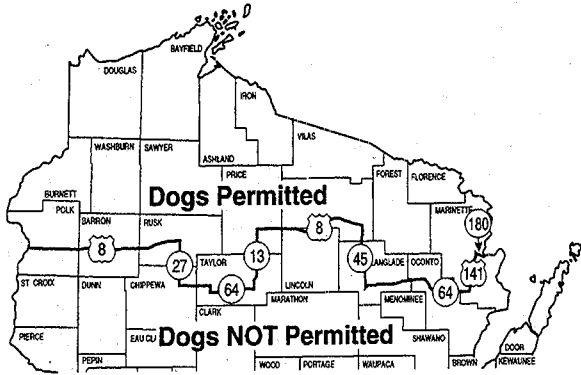 BAYFIELD
DOUGLAS
IRON
VILAS
WASHBURN
SAWYER
ASHLAND
PRICE
FOREST
FLORENCE
BURNETT
Dogs Permitted
MARINETTE
POLK
BARRON
RUSK
180
8
8
13
27
TAYLOR
45
ANGLADE
OCONTO
141
ST CROIX
DUNN
CHIPPEWA
64
LINCOLN
64
CLARK
MARATHON
MENOMINEE
PIERCE
EAU CL
Dogs NOT Permitted
SHAWANO
DOOR
PEPIN
WOOD
PORTAGE
WAUPACA
BROWN
KEWAUNEE